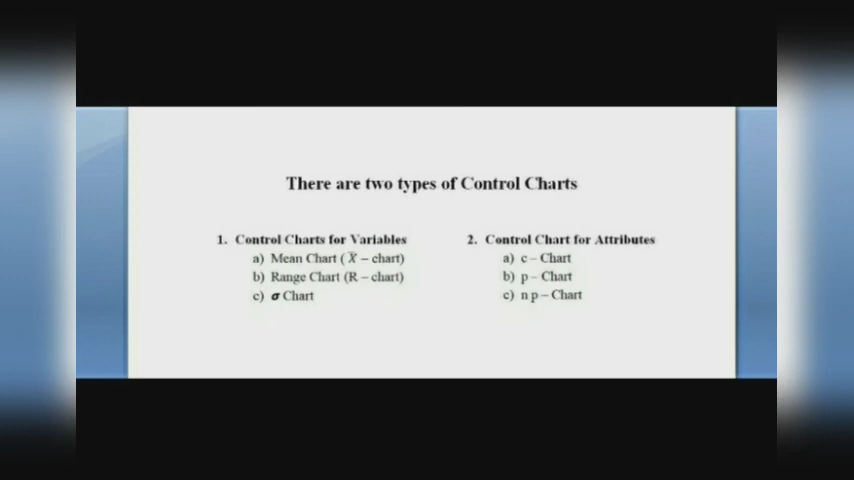 There are two types of Control Charts
1. Control Charts for Variables
a) Mean Chart ( X̅ – chart)
b) Range Chart (R – chart)
c) σ Chart
2. Control Chart for Attributes
a) c – Chart
b) p – Chart
c) n p – Chart